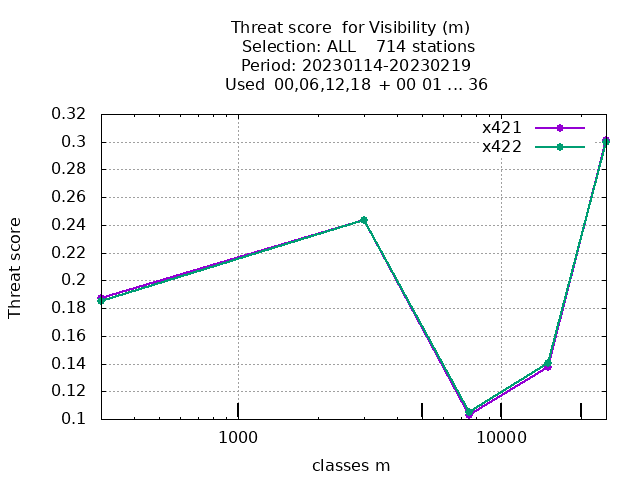 Threat score  for Visibility (m)
Selection: ALL    714 stations
Period: 20230114-20230219
Used  00,06,12,18  + 00 01 ... 36
x421
x422
0.32
0.3
0.28
0.26
0.24
0.22
0.2
0.18
0.16
0.14
0.12
0.1
Threat score
1000
10000
classes m